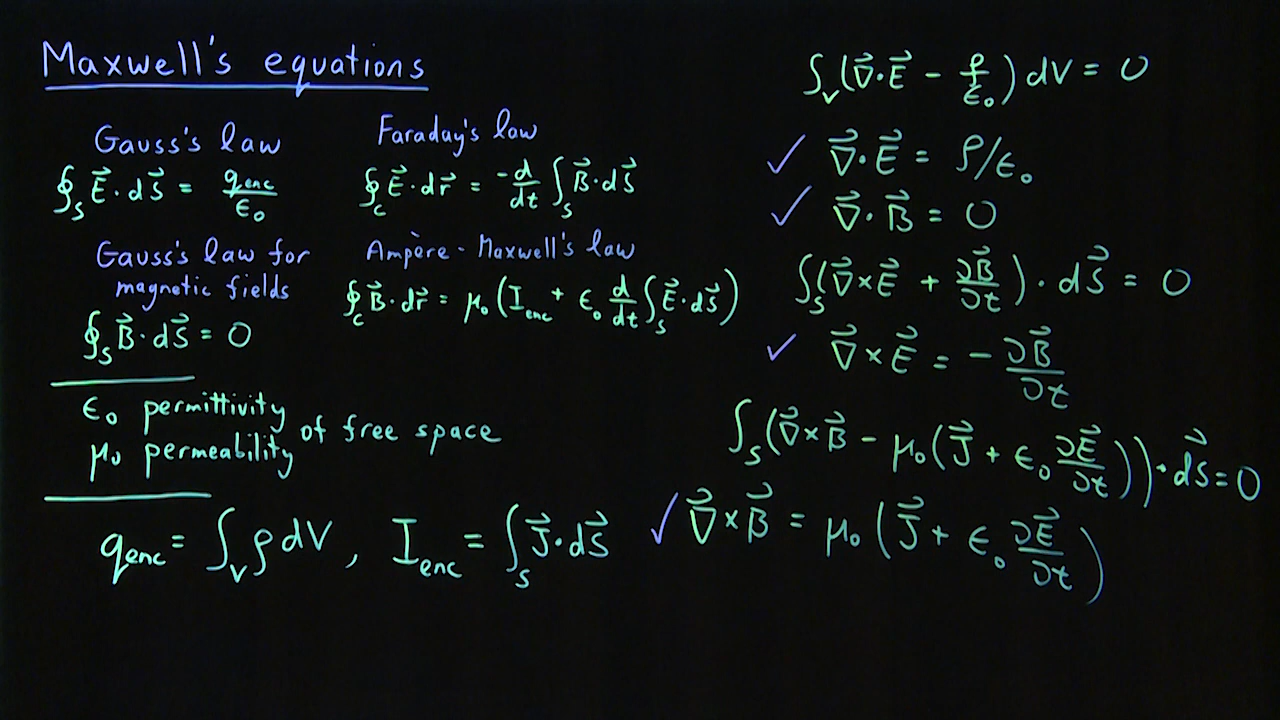 Maxwell's equations
Gauss's law
∮_S E⃗ · dS⃗ = q_enc/ϵ₀
Faraday's law
∮_C E⃗ · dr⃗ = -d/dt ∫_S B⃗ · dS⃗
Gauss's law for
magnetic fields
∮_S B⃗ · dS⃗ = 0
Ampère-Maxwell's law
∮_C B⃗ · dr⃗ = μ₀(I_enc + ϵ₀ d/dt ∫_S E⃗ · dS⃗)
ϵ₀ permittivity
μ₀ permeability
of free space
q_enc = ∫_V ρ dV, I_enc = ∫_S J⃗ · dS⃗
∫_V (∇⃗ · E⃗ - ρ/ϵ₀) dV = 0
✓ ∇⃗ · E⃗ = ρ/ϵ₀
✓ ∇⃗ · B⃗ = 0
∫_S (∇⃗ × E⃗ + ∂B⃗/∂t) · dS⃗ = 0
✓ ∇⃗ × E⃗ = - ∂B⃗/∂t
∫_S (∇⃗ × B⃗ - μ₀(J⃗ + ϵ₀ ∂E⃗/∂t)) · dS⃗ = 0
✓ ∇⃗ × B⃗ = μ₀ (J⃗ + ϵ₀ ∂E⃗/∂t)